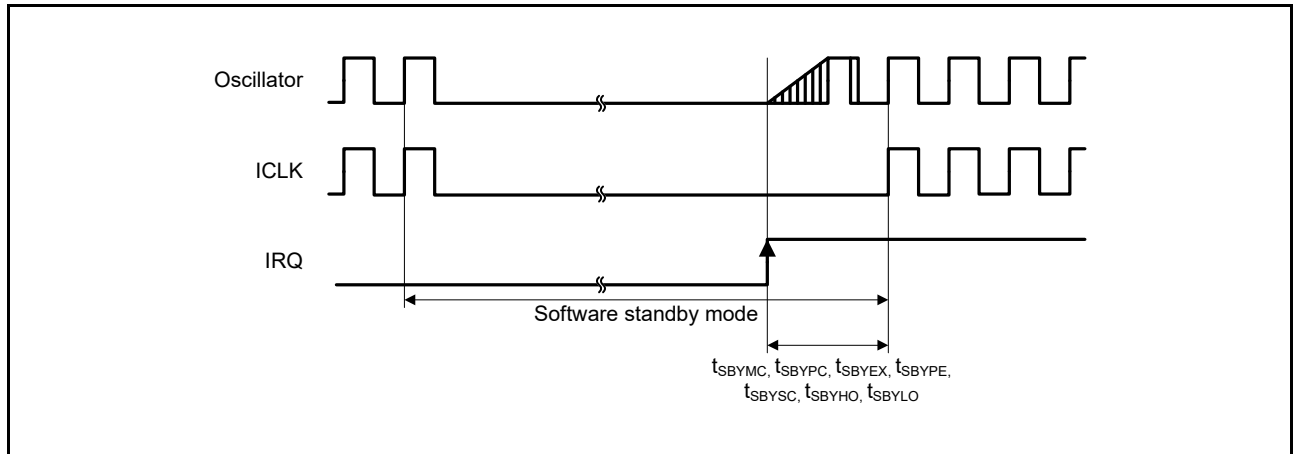 Oscillator
ICLK
IRQ
Software standby mode
tSBYMC, tSBYPC, tSBYEX, tSBYPE,
tSBYSC, tSBYHO, tSBYLO